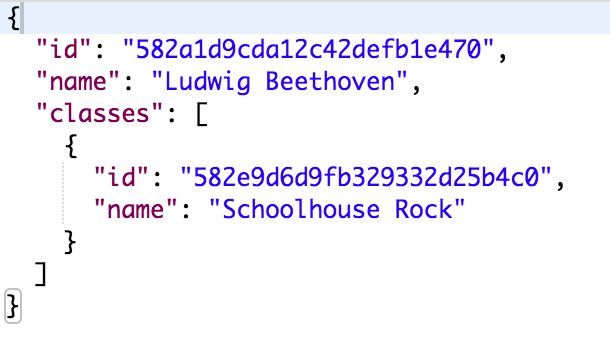 {
  "id": "582a1d9cda12c42defb1e470",
  "name": "Ludwig Beethoven",
  "classes": [
    {
      "id": "582e9d6d9fb329332d25b4c0",
      "name": "Schoolhouse Rock"
    }
  ]
}